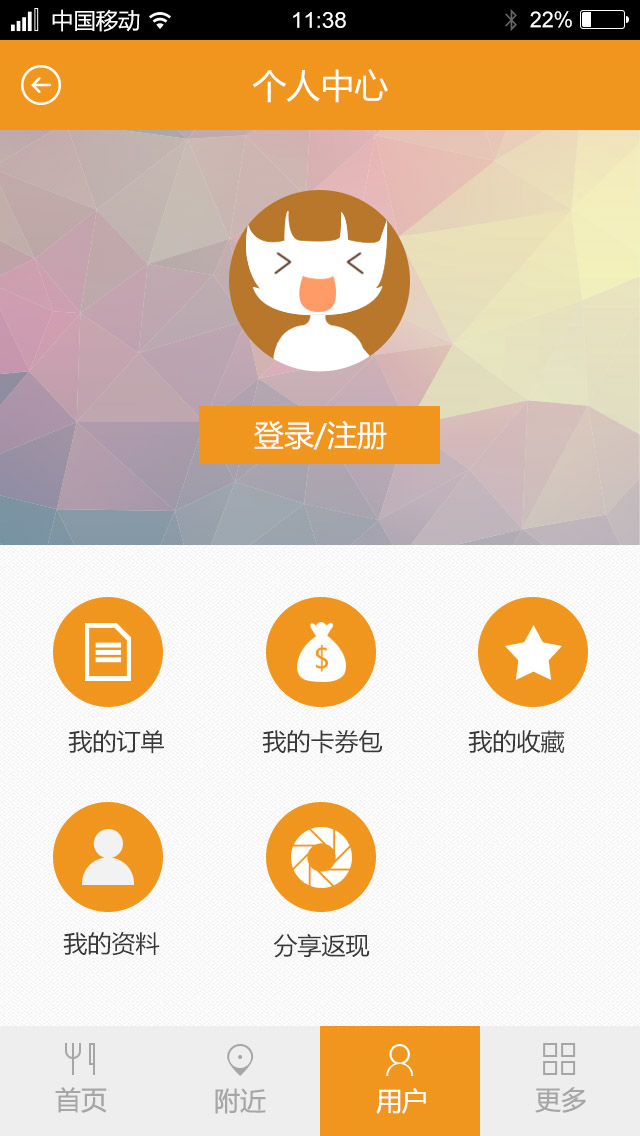 中国移动 11:38 22%
个人中心
登录/注册
$
我的订单 我的卡券包 我的收藏
我的资料 分享返现
首页 附近 用户 更多